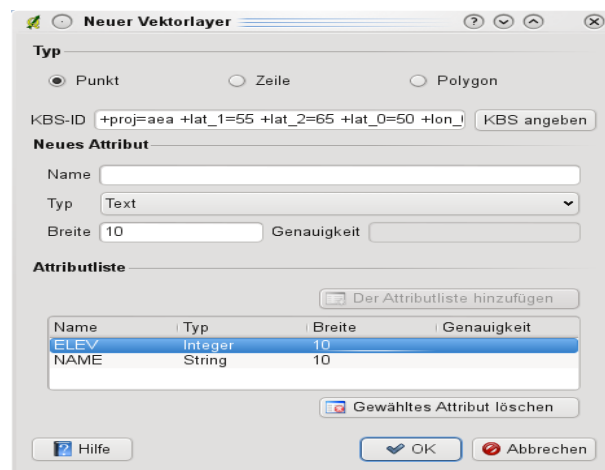 Neuer Vektorlayer
Typ
Punkt Zeile Polygon
KBS-ID +proj=aea +lat_1=55 +lat_2=65 +lat_0=50 +lon_ KBS angeben
Neues Attribut
Name
Typ Text
Breite 10 Genauigkeit
Attributliste
Der Attributliste hinzufügen
Name Typ Breite Genauigkeit
ELEV Integer 10
NAME String 10
Gewähltes Attribut löschen
Hilfe OK Abbrechen